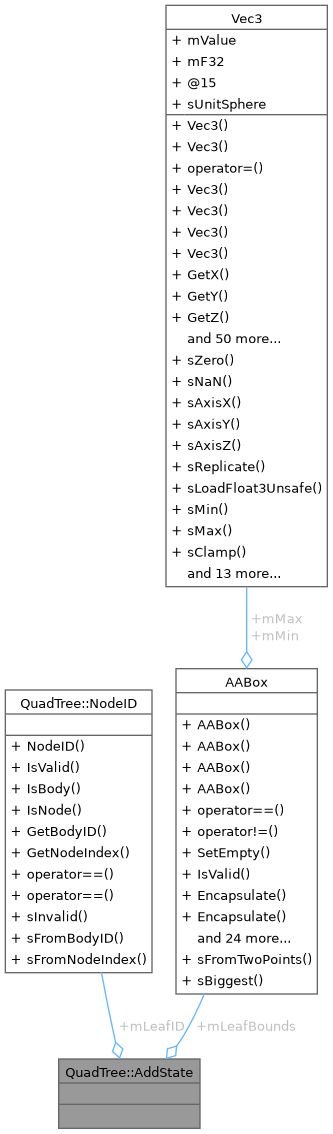 Vec3
+ mValue
+ mF32
+ @15
+ sUnitSphere
+ Vec3()
+ Vec3()
+ operator=()
+ Vec3()
+ Vec3()
+ Vec3()
+ Vec3()
+ GetX()
+ GetY()
+ GetZ()
and 50 more...
+ sZero()
+ sNaN()
+ sAxisX()
+ sAxisY()
+ sAxisZ()
+ sReplicate()
+ sLoadFloat3Unsafe()
+ sMin()
+ sMax()
+ sClamp()
and 13 more...
+mMax
+mMin
QuadTree::NodeID
+ NodeID()
+ IsValid()
+ IsBody()
+ IsNode()
+ GetBodyID()
+ GetNodeIndex()
+ operator==()
+ operator==()
+ sInvalid()
+ sFromBodyID()
+ sFromNodeIndex()
AABox
+ AABox()
+ AABox()
+ AABox()
+ AABox()
+ operator==()
+ operator!=()
+ SetEmpty()
+ IsValid()
+ Encapsulate()
+ Encapsulate()
and 24 more...
+ sFromTwoPoints()
+ sBiggest()
+mLeafID
+mLeafBounds
QuadTree::AddState